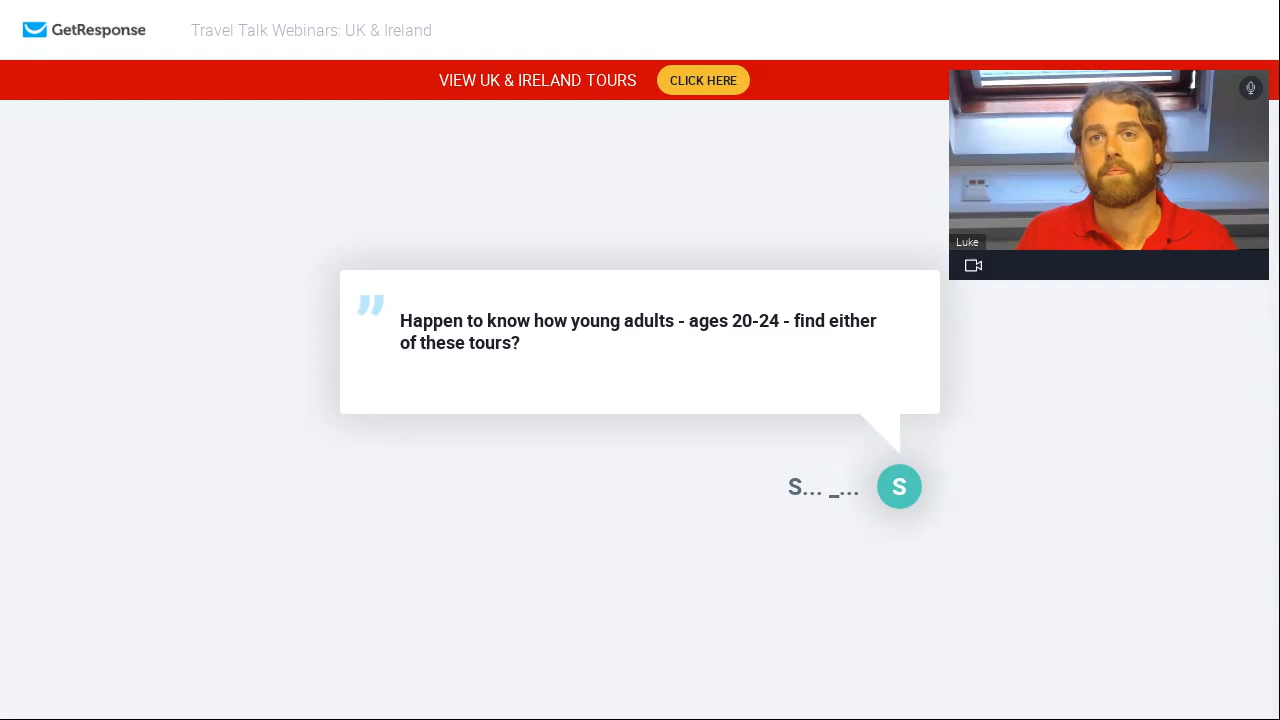 GetResponse
Travel Talk Webinars: UK & Ireland
VIEW UK & IRELAND TOURS
CLICK HERE
Luke
Happen to know how young adults - ages 20-24 - find either
of these tours?
S... _...
S